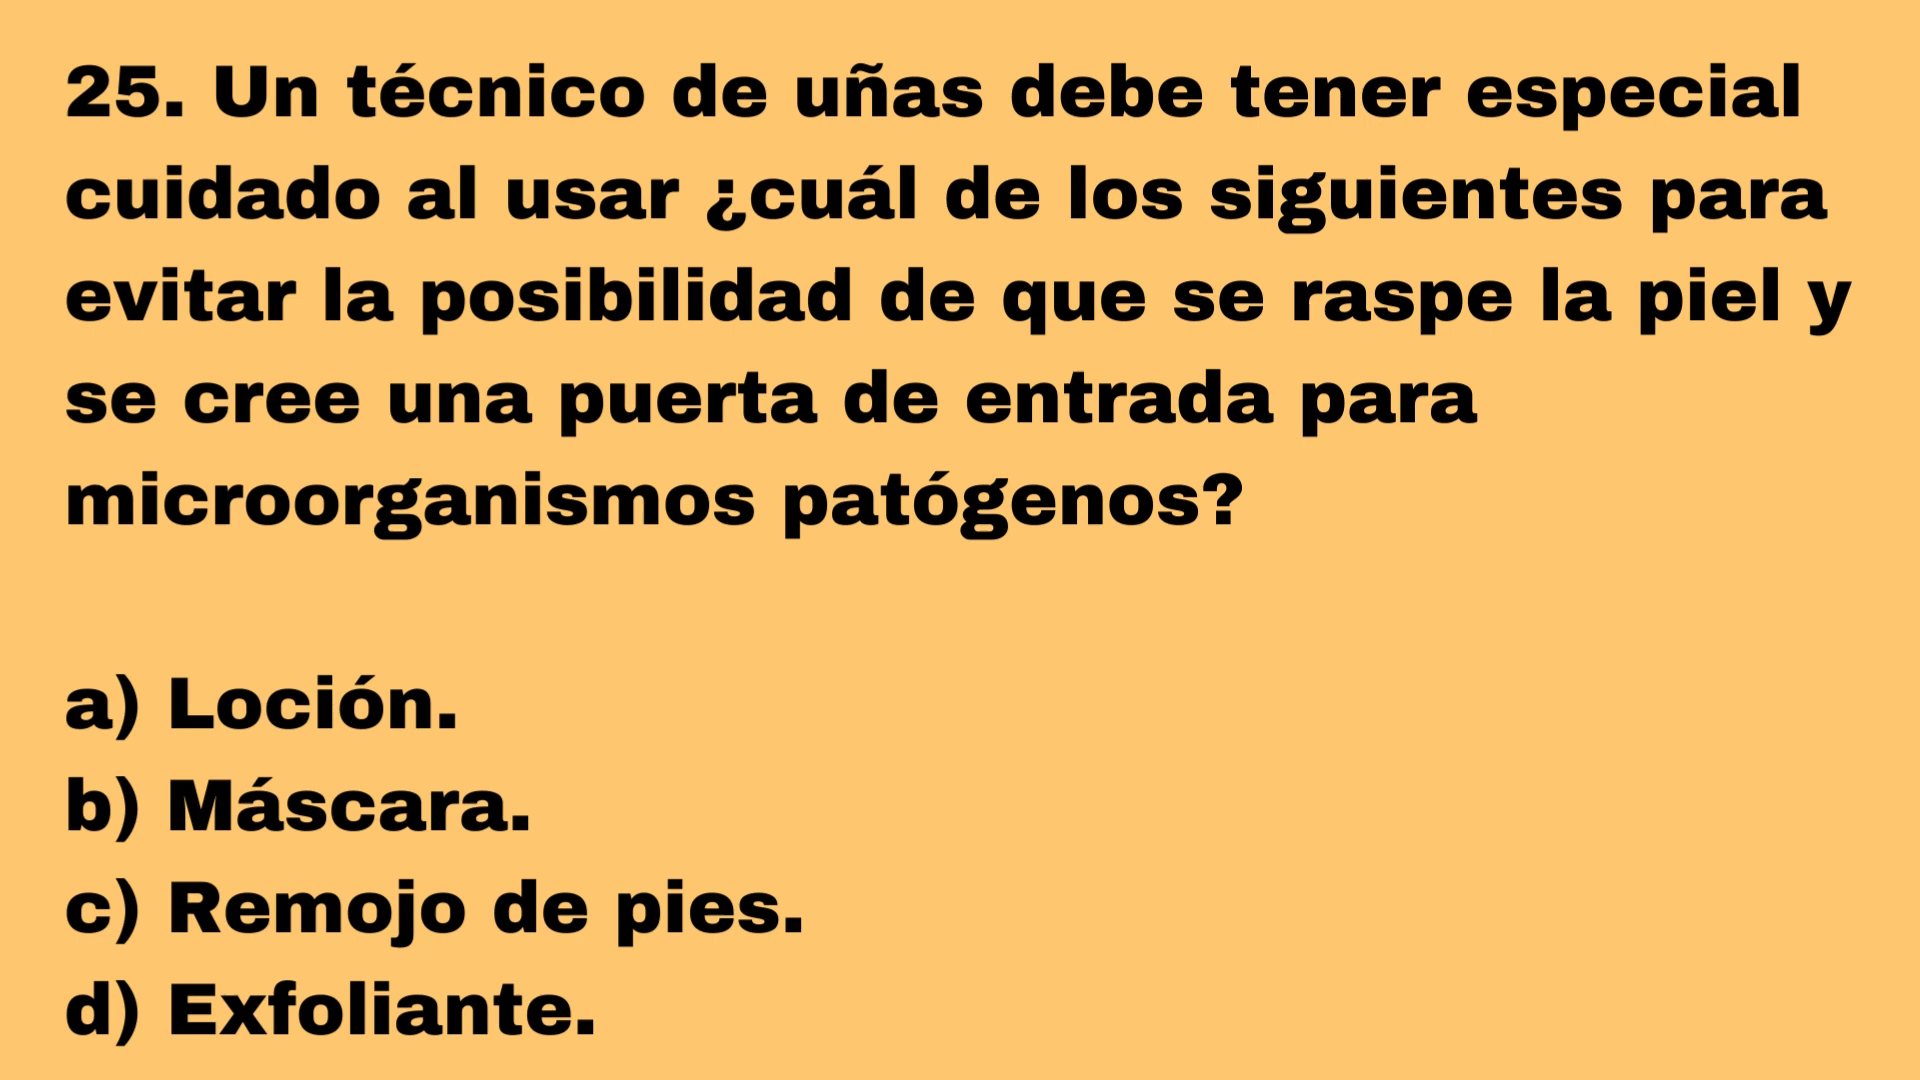 25. Un técnico de uñas debe tener especial
cuidado al usar ¿cuál de los siguientes para
evitar la posibilidad de que se raspe la piel y
se cree una puerta de entrada para
microorganismos patógenos?
a) Loción.
b) Máscara.
c) Remojo de pies.
d) Exfoliante.